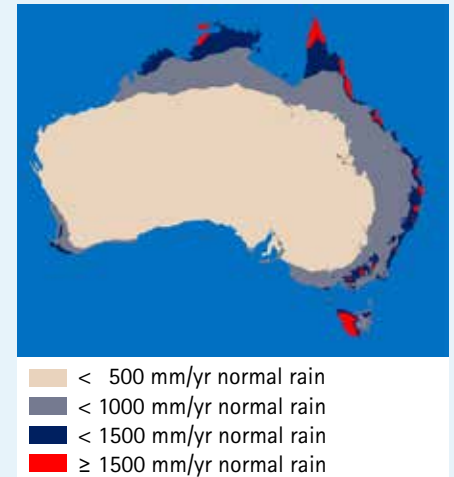 < 500 mm/yr normal rain
< 1000 mm/yr normal rain
< 1500 mm/yr normal rain
≥ 1500 mm/yr normal rain